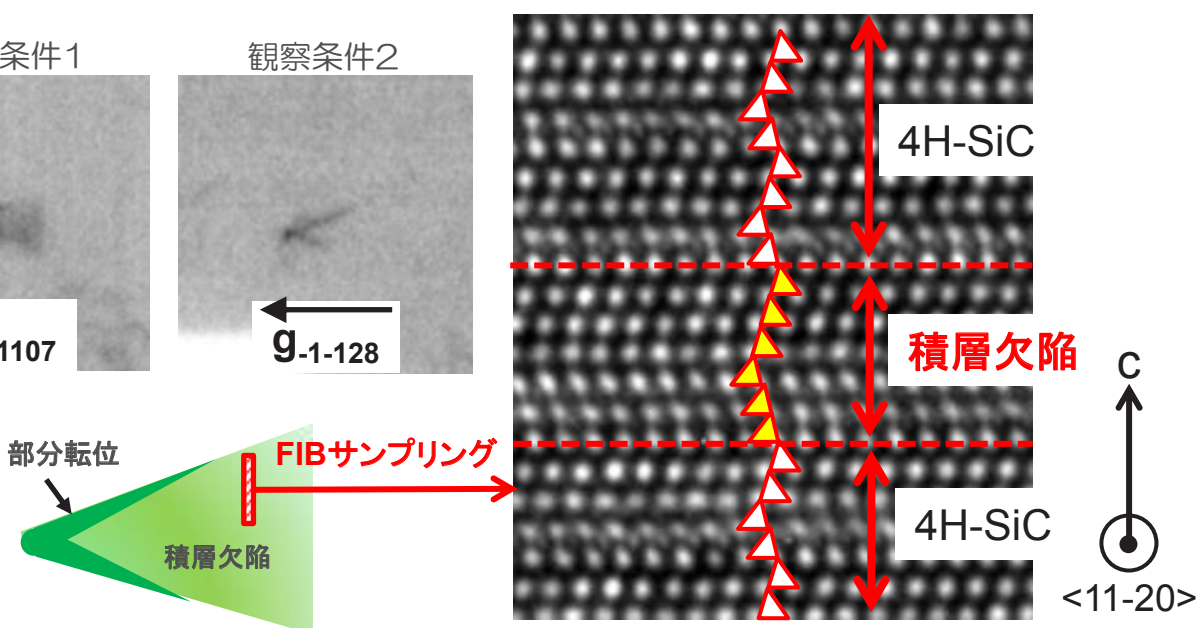 条件1
観察条件2
1107
g-1-128
4H-SiC
積層欠陥
C
部分転位
FIBサンプリング
積層欠陥
4H-SiC
<11-20>